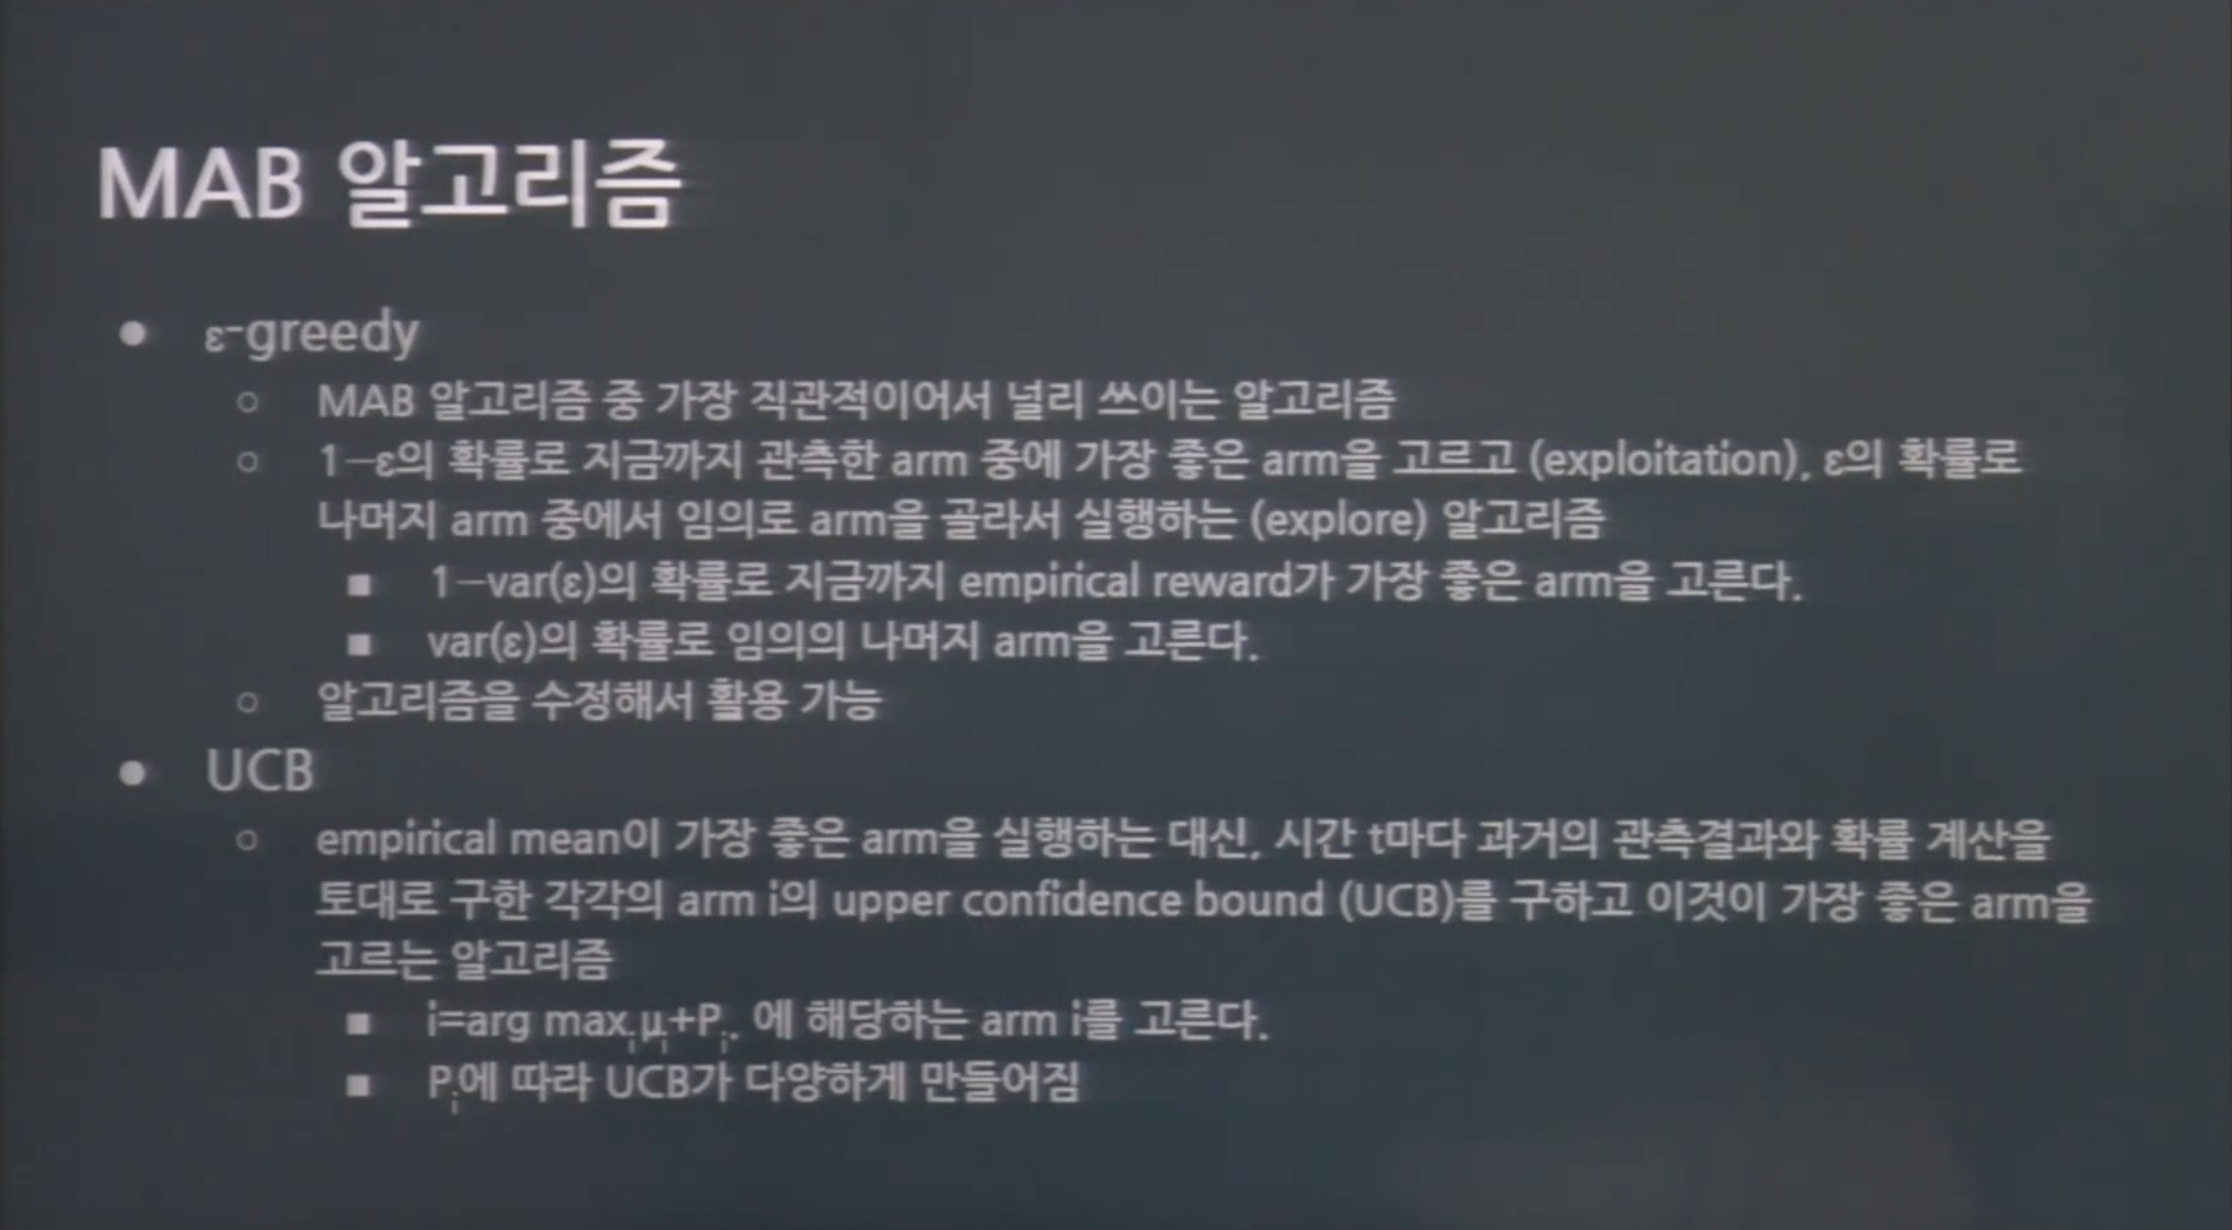 MAB 알고리즘
● ε-greedy
○ MAB 알고리즘 중 가장 직관적이어서 널리 쓰이는 알고리즘
○ 1-ε의 확률로 지금까지 관측한 arm 중에 가장 좋은 arm을 고르고 (exploitation), ε의 확률로
나머지 arm 중에서 임의로 arm을 골라서 실행하는 (explore) 알고리즘
■ 1-var(ε)의 확률로 지금까지 empirical reward가 가장 좋은 arm을 고른다.
■ var(ε)의 확률로 임의의 나머지 arm을 고른다.
○ 알고리즘을 수정해서 활용 가능
● UCB
○ empirical mean이 가장 좋은 arm을 실행하는 대신, 시간 t마다 과거의 관측결과와 확률 계산을
토대로 구한 각각의 arm i의 upper confidence bound (UCB)를 구하고 이것이 가장 좋은 arm을
고르는 알고리즘
■ i=arg maxᵢμᵢ+Pᵢ. 에 해당하는 arm i를 고른다.
■ Pᵢ에 따라 UCB가 다양하게 만들어짐